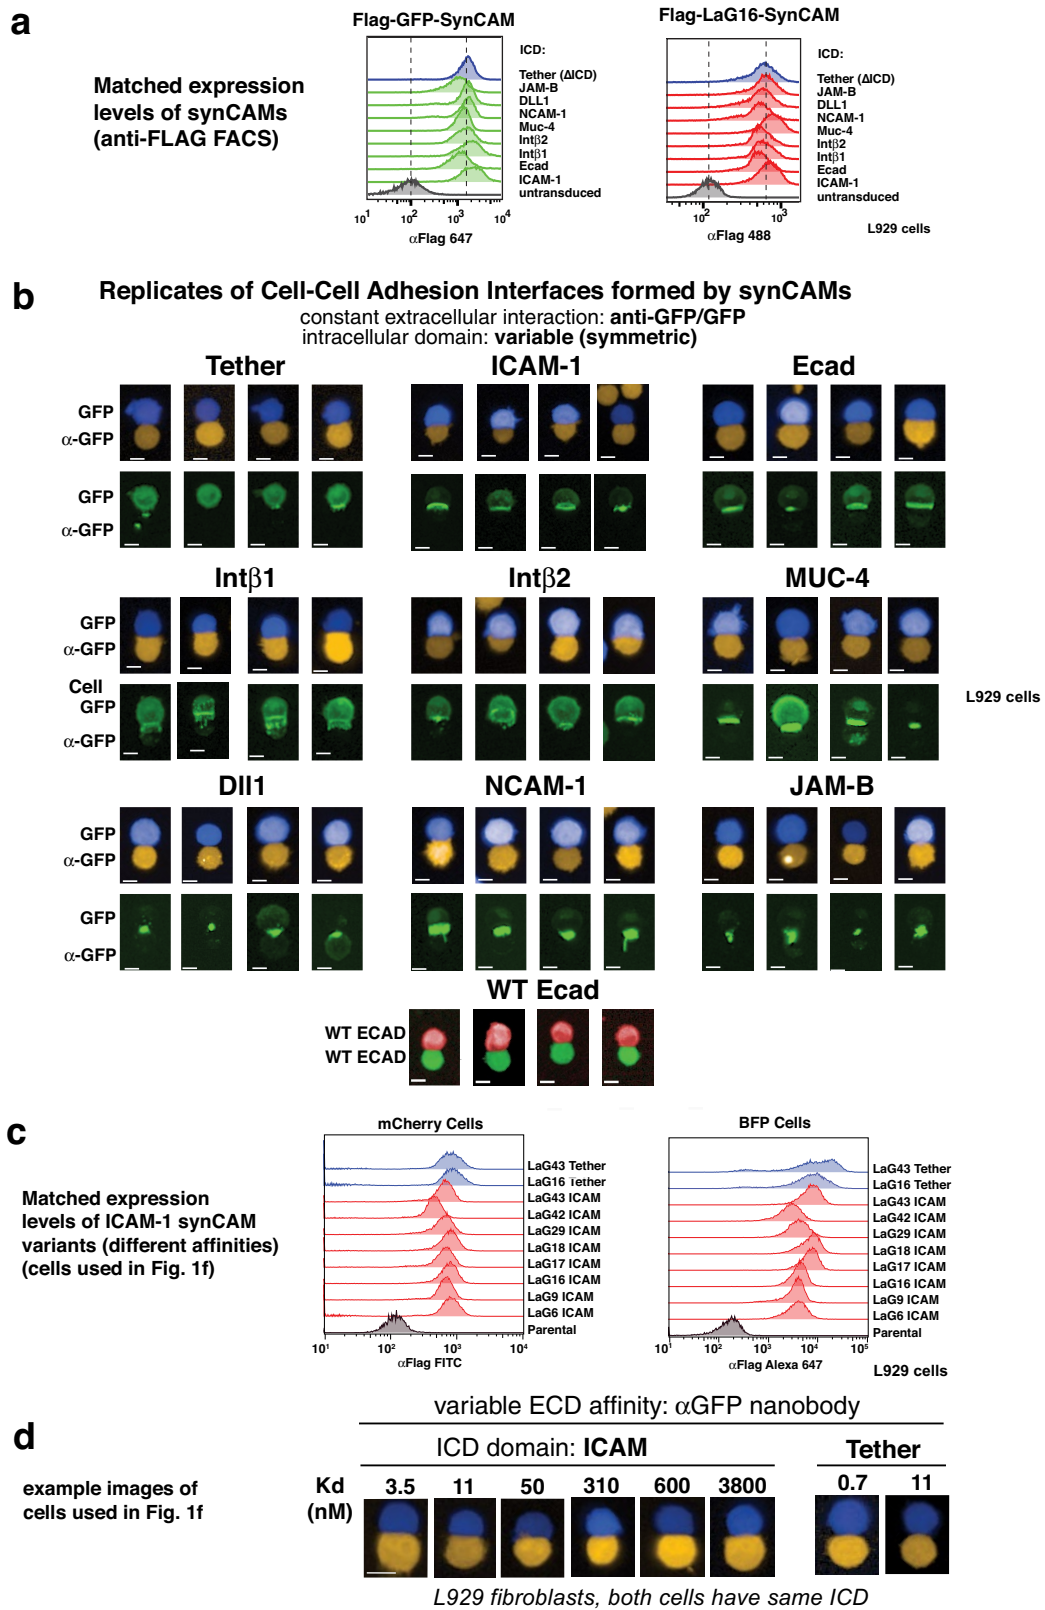 a
Matched expression
levels of synCAMs
(anti-FLAG FACS)
Flag-GFP-SynCAM
ICD:
Tether (ΔICD)
JAM-B
DLL1
NCAM-1
Muc-4
Intβ2
Intβ1
Ecad
ICAM-1
untransduced
10¹ 10² 10³ 10⁴
αFlag 647
Flag-LaG16-SynCAM
ICD:
Tether (ΔICD)
JAM-B
DLL1
NCAM-1
Muc-4
Intβ2
Intβ1
Ecad
ICAM-1
untransduced
10² 10³
αFlag 488
L929 cells
b
Replicates of Cell-Cell Adhesion Interfaces formed by synCAMs
constant extracellular interaction: anti-GFP/GFP
intracellular domain: variable (symmetric)
Tether ICAM-1 Ecad
GFP
α-GFP
GFP
α-GFP
Intβ1 Intβ2 MUC-4
GFP
α-GFP
Cell
GFP
α-GFP
L929 cells
Dll1 NCAM-1 JAM-B
GFP
α-GFP
GFP
α-GFP
WT Ecad
WT ECAD
WT ECAD
c
Matched expression
levels of ICAM-1 synCAM
variants (different affinities)
(cells used in Fig. 1f)
mCherry Cells
LaG43 Tether
LaG16 Tether
LaG43 ICAM
LaG42 ICAM
LaG29 ICAM
LaG18 ICAM
LaG17 ICAM
LaG16 ICAM
LaG9 ICAM
LaG6 ICAM
Parental
10¹ 10² 10³ 10⁴
αFlag FITC
BFP Cells
LaG43 Tether
LaG16 Tether
LaG43 ICAM
LaG42 ICAM
LaG29 ICAM
LaG18 ICAM
LaG17 ICAM
LaG16 ICAM
LaG9 ICAM
LaG6 ICAM
Parental
10¹ 10² 10³ 10⁴ 10⁵
αFlag Alexa 647
L929 cells
d
example images of
cells used in Fig. 1f
variable ECD affinity: αGFP nanobody
ICD domain: ICAM Tether
Kd
(nM)
3.5 11 50 310 600 3800 0.7 11
L929 fibroblasts, both cells have same ICD